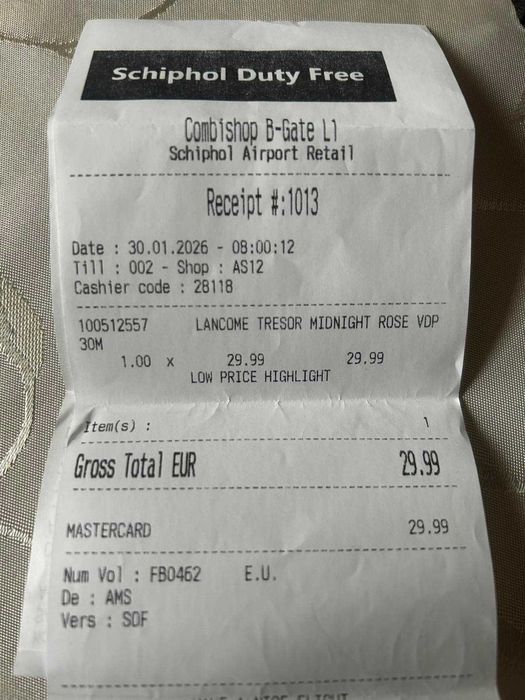 Schiphol Duty Free
Combishop B-Gate L1
Schiphol Airport Retail
Receipt #:1013
Date : 30.01.2026 - 08:00:12
Till : 002 - Shop : AS12
Cashier code : 28118
100512557 LANCOME TRESOR MIDNIGHT ROSE VDP
30M
1.00 x 29.99 29.99
LOW PRICE HIGHLIGHT
Item(s) : 1
Gross Total EUR 29.99
MASTERCARD 29.99
Num Vol : FB0462 E.U.
De : AMS
Vers : SOF
A NICE FLIGHT